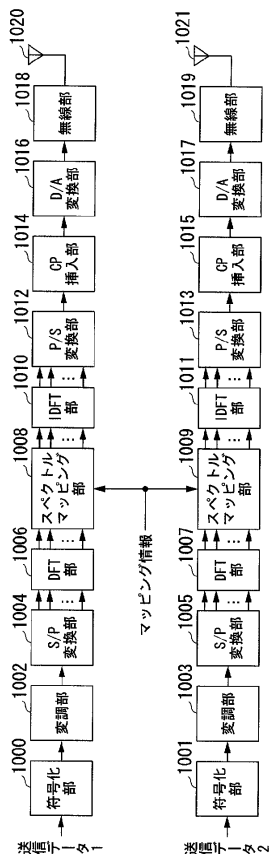 送信
データ
1
1000
符号化
部
1002
変調部
1004
S/P
変換部
1006
DFT
部
1008
スペクトル
マッピング
部
1010
IDFT
部
1012
P/S
変換部
1014
CP
挿入部
1016
D/A
変換部
1018
無線部
1020
マッピング情報
送信
データ
2
1001
符号化
部
1003
変調部
1005
S/P
変換部
1007
DFT
部
1009
スペクトル
マッピング
部
1011
IDFT
部
1013
P/S
変換部
1015
CP
挿入部
1017
D/A
変換部
1019
無線部
1021